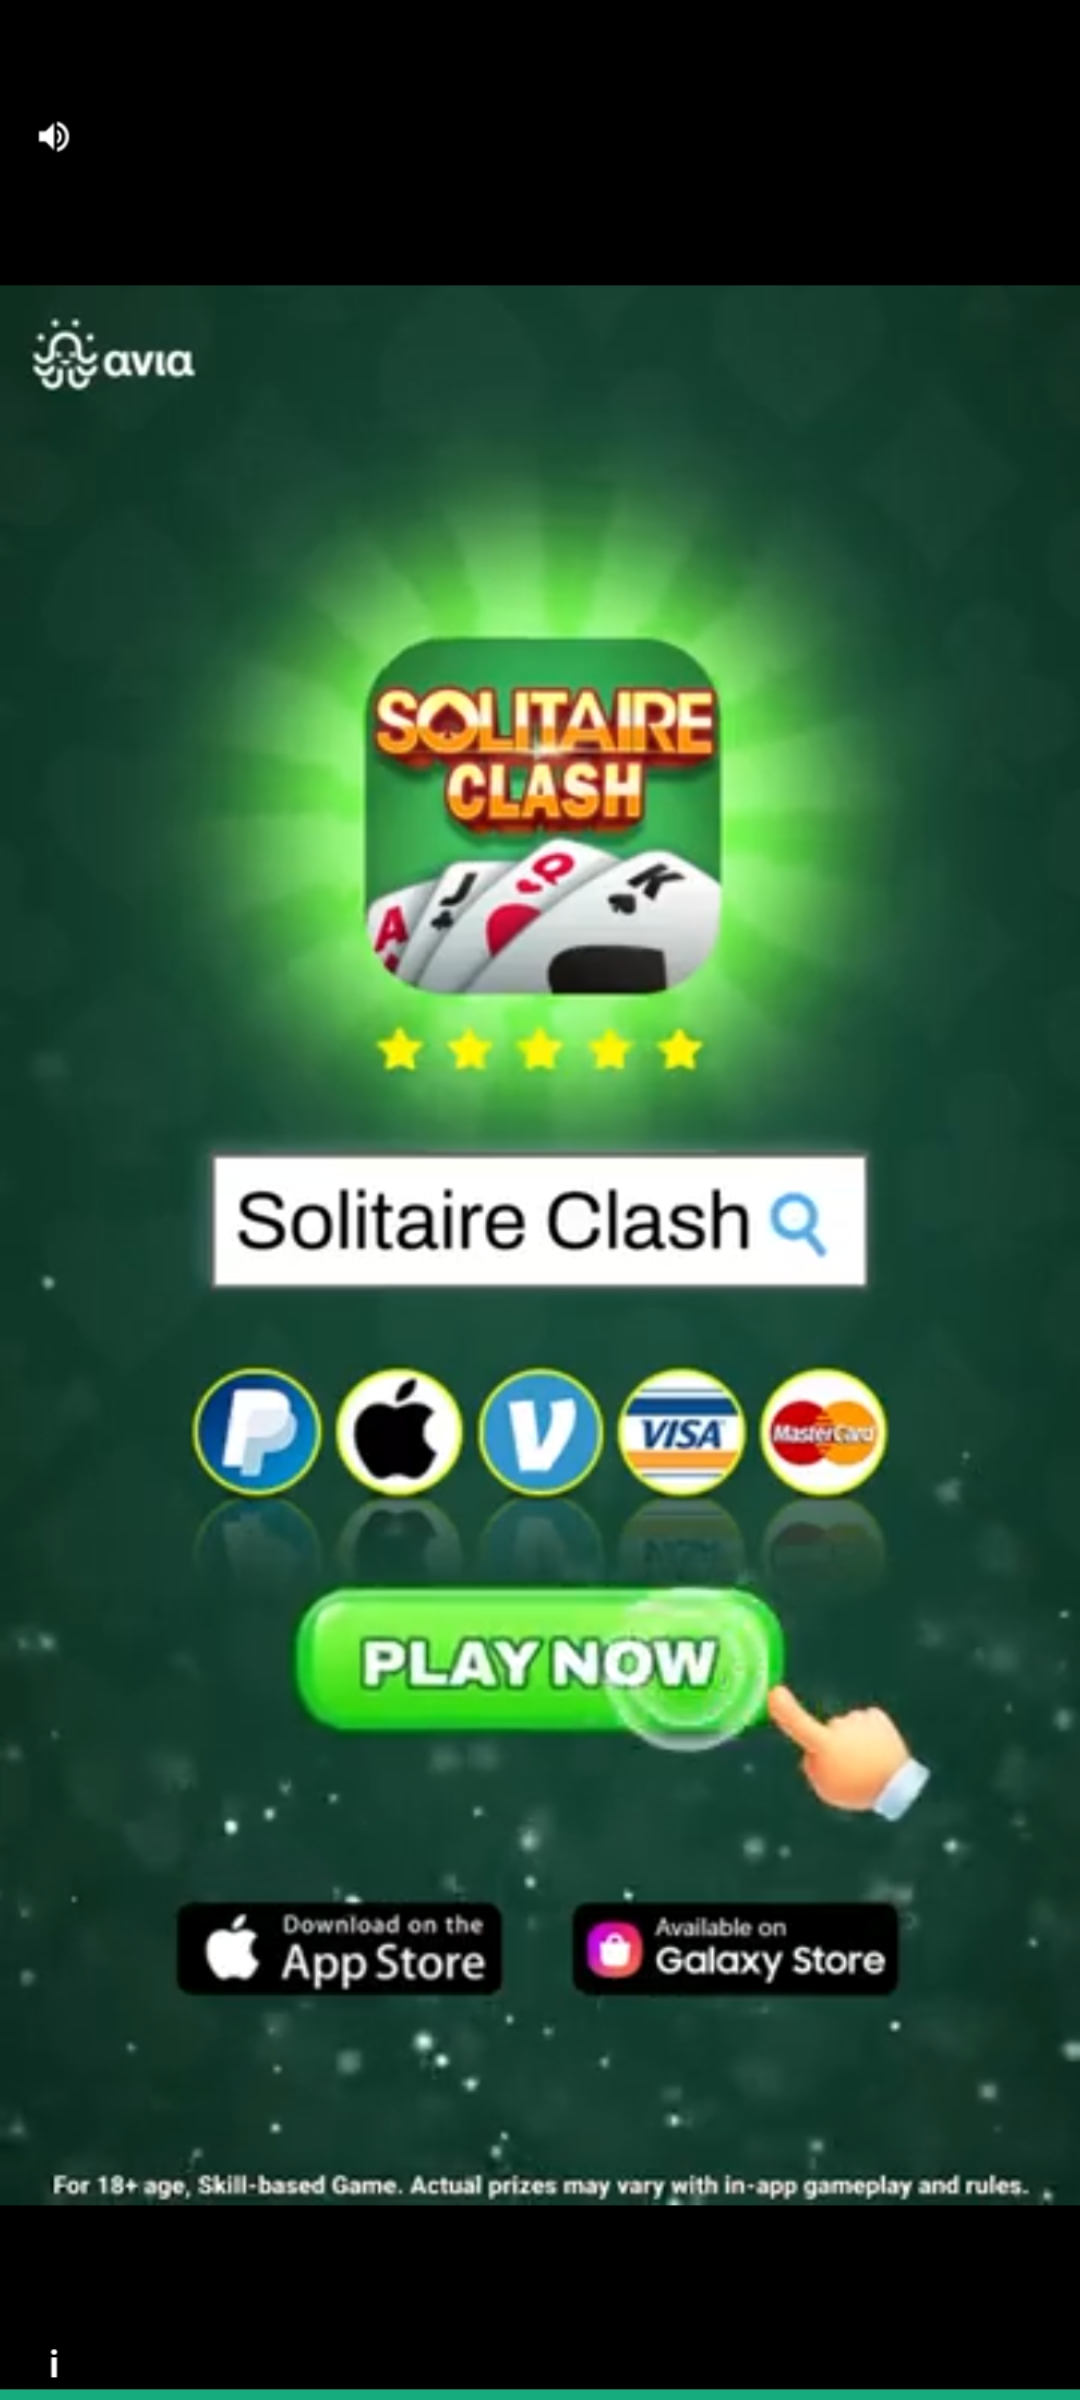 avia
SOLITAIRE
CLASH
A J Q K
Solitaire Clash
VISA
MasterCard
PLAY NOW
Download on the
App Store
Available on
Galaxy Store
For 18+ age, Skill-based Game. Actual prizes may vary with in-app gameplay and rules.
i